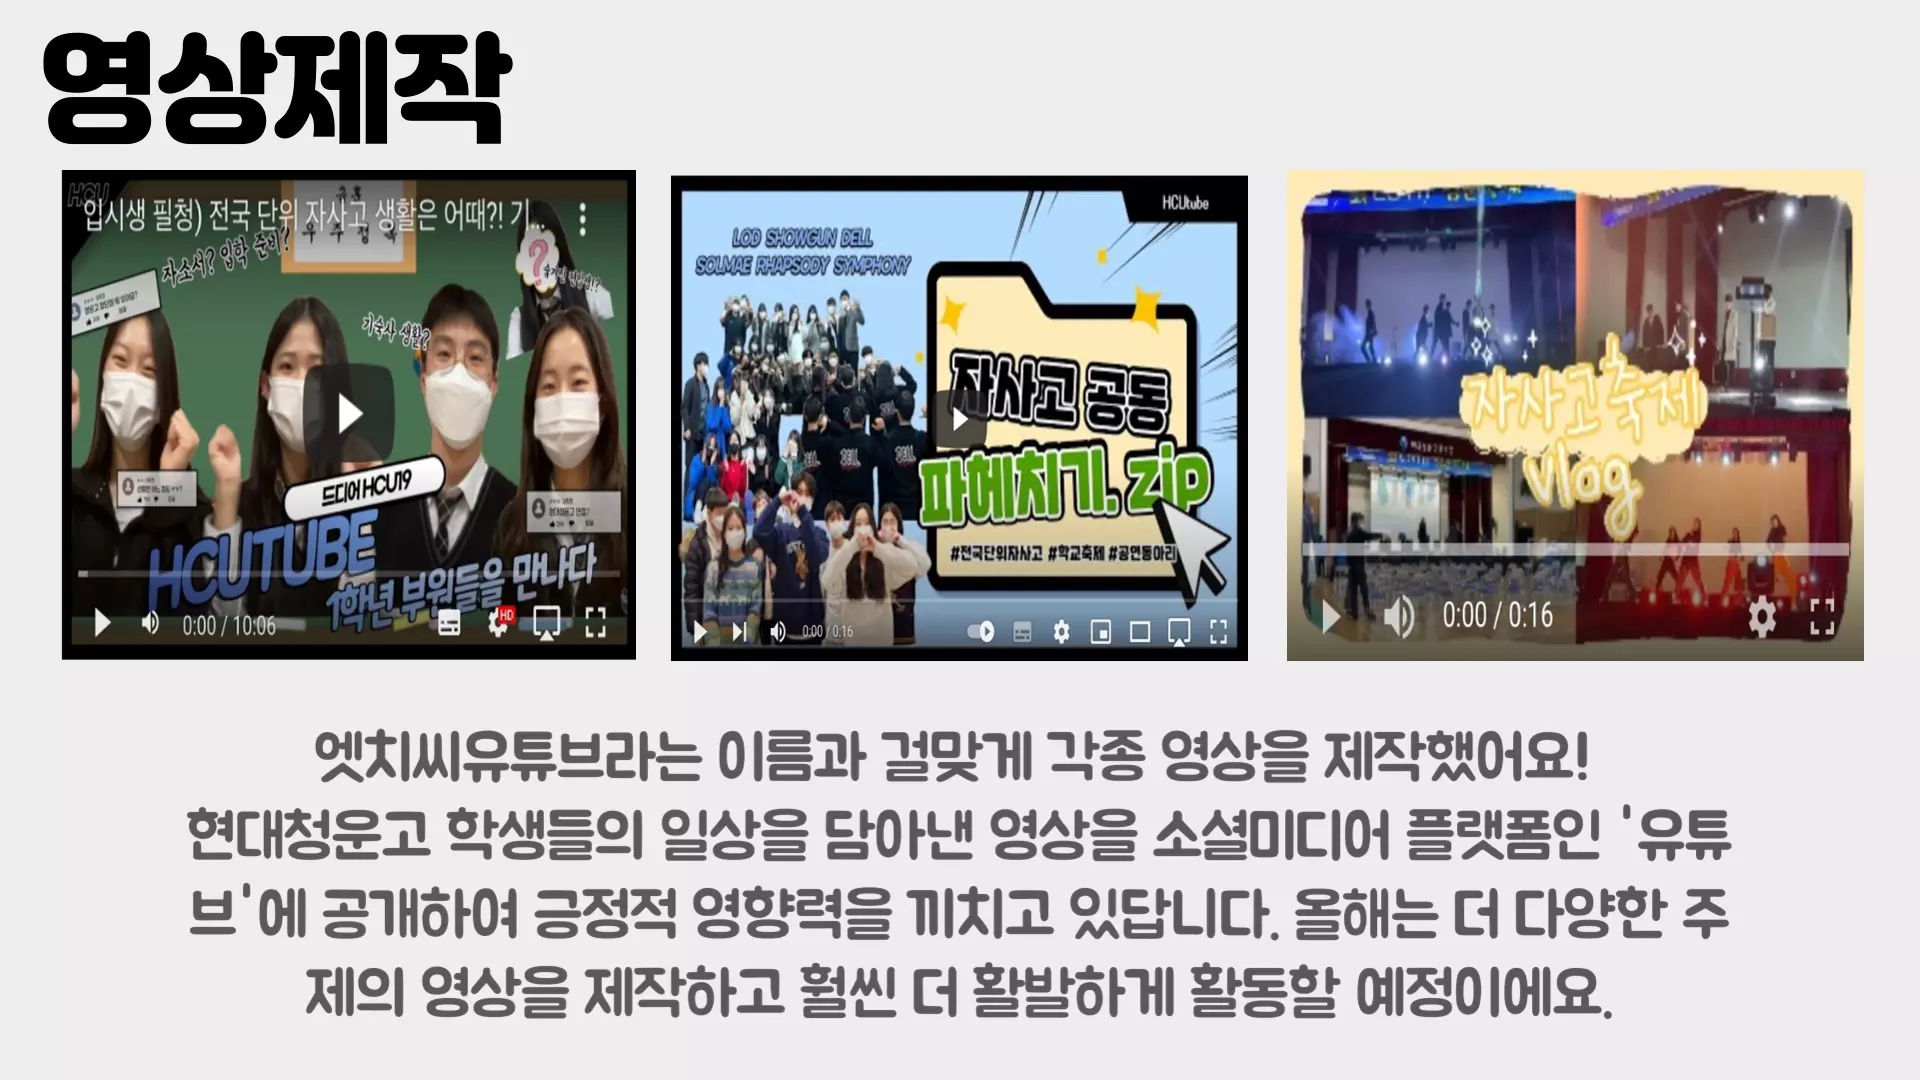 영상제작
HCU
입시생 필청) 전국 단위 자사고 생활은 어때?! 기...
자소서? 입학 준비?
기숙사 생활?
드디어 HCU19
HCUTUBE
1학년 부원들을 만나다
0:00 / 10:06
HD
HCUtube
LOD SHOWGUN DELL
SOLMAE RHAPSODY SYMPHONY
자사고 공동
파헤치기. zip
#전국단위자사고 #학교축제 #공연동아리
0:00 / 0:16
자사고축제
vlog
0:00 / 0:16
엣치씨유튜브라는 이름과 걸맞게 각종 영상을 제작했어요!
현대청운고 학생들의 일상을 담아낸 영상을 소셜미디어 플랫폼인 '유튜
브'에 공개하여 긍정적 영향력을 끼치고 있답니다. 올해는 더 다양한 주
제의 영상을 제작하고 훨씬 더 활발하게 활동할 예정이에요.